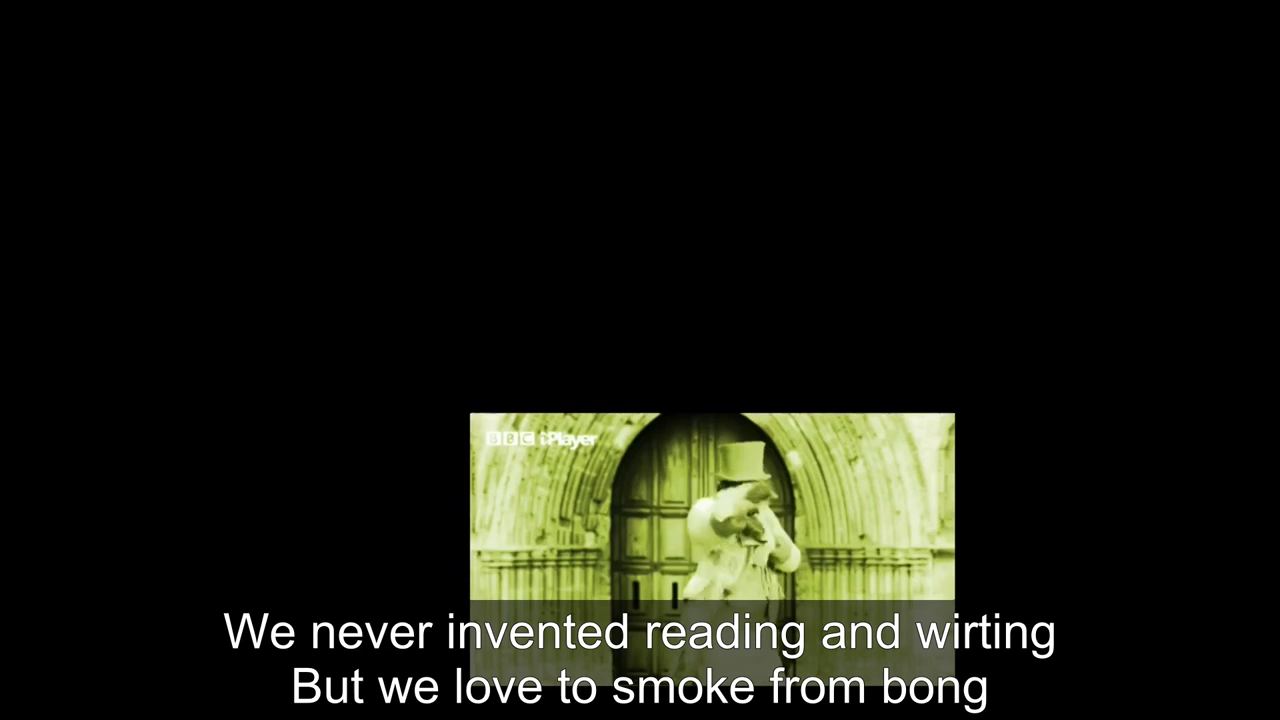 BBC iPlayer
We never invented reading and wirting
But we love to smoke from bong